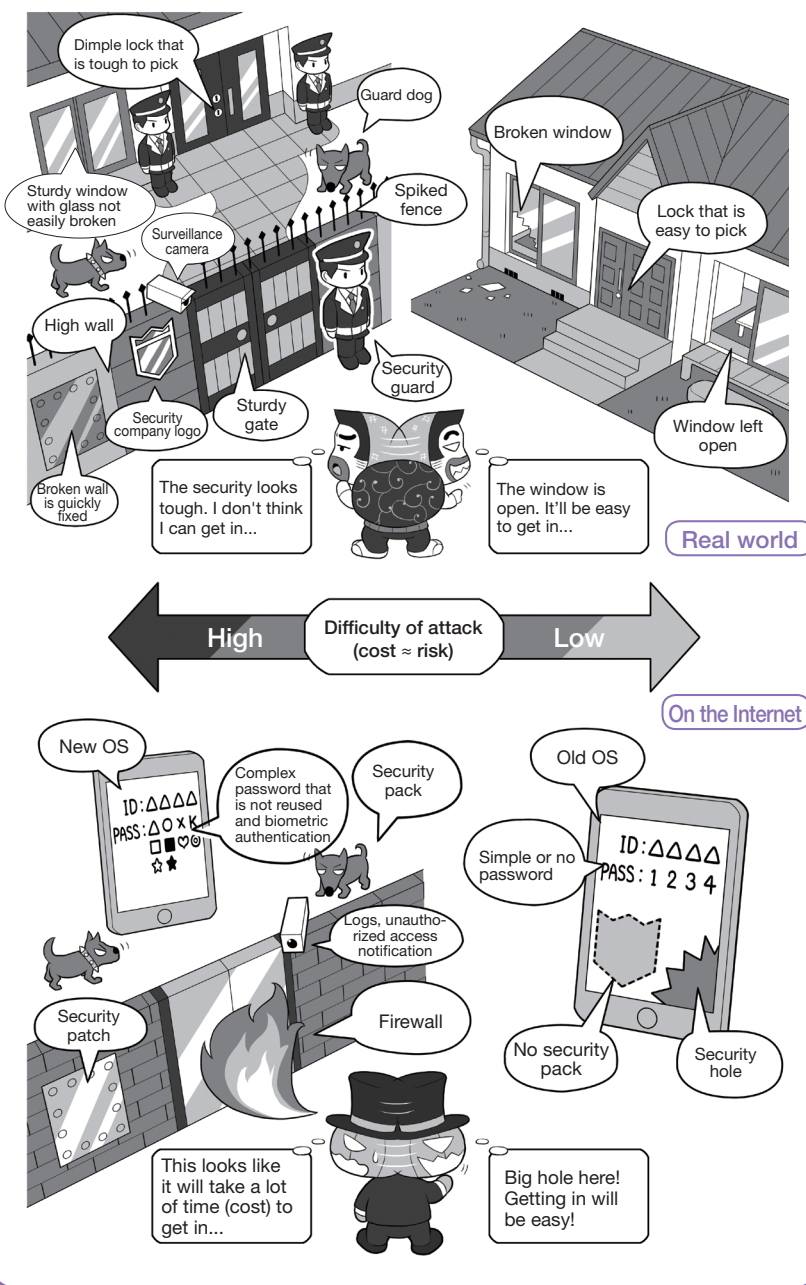 Dimple lock that
is tough to pick
Guard dog
Sturdy window
with glass not
easily broken
Surveillance
camera
Spiked
fence
High wall
Security
company logo
Sturdy
gate
Security
guard
Broken wall
is quickly
fixed
Broken window
Lock that is
easy to pick
Window left
open
The security looks
tough. I don't think
I can get in...
The window is
open. It'll be easy
to get in...
Real world
High
Difficulty of attack
(cost ≈ risk)
Low
On the Internet
New OS
ID:△△△△
PASS:△○×K
□■♡◎
☆★
Complex
password that
is not reused
and biometric
authentication
Security
pack
Logs, unautho-
rized access
notification
Security
patch
Firewall
Old OS
ID:△△△△
PASS:1 2 3 4
Simple or no
password
No security
pack
Security
hole
This looks like
it will take a lot
of time (cost) to
get in...
Big hole here!
Getting in will
be easy!